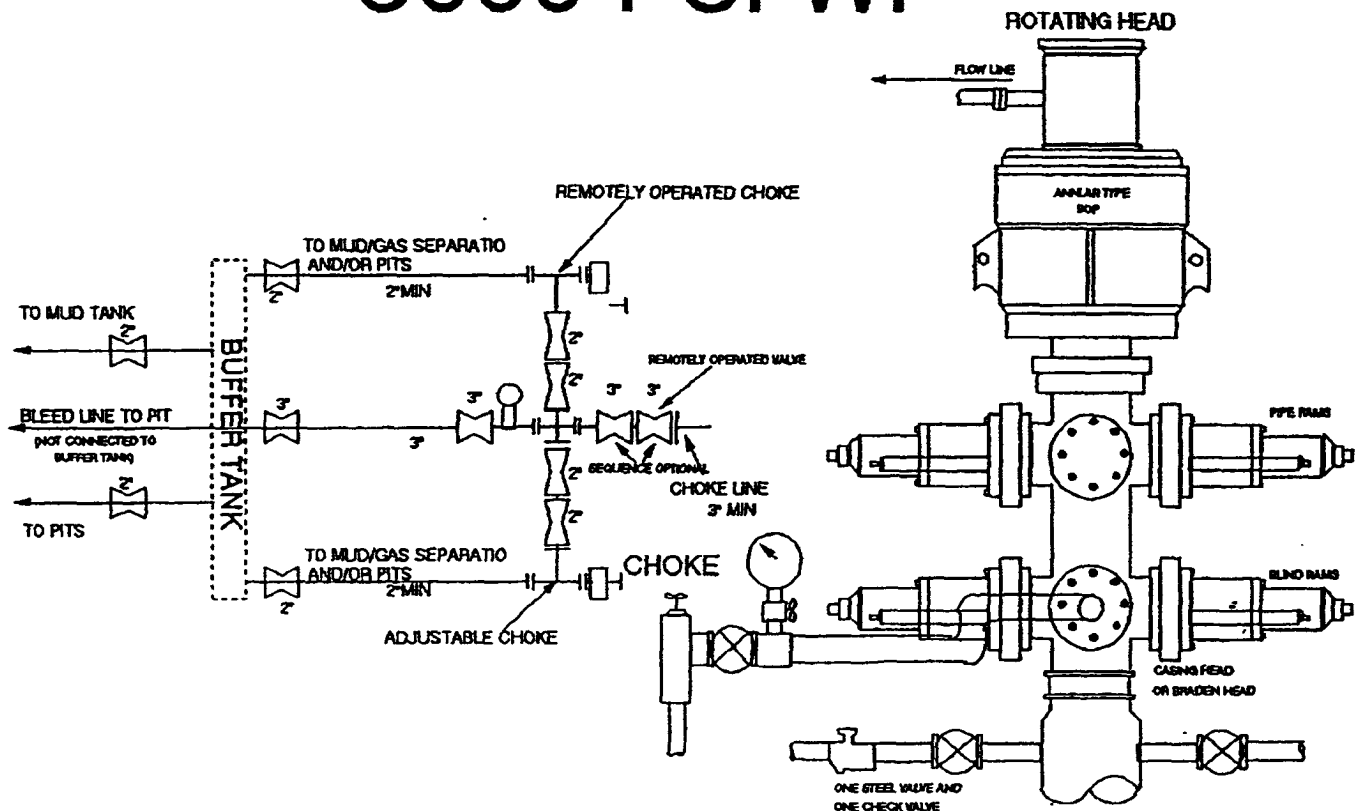 ROTATING HEAD
FLOW LINE
REMOTELY OPERATED CHOKE
TO MUD/GAS SEPARATIO
AND/OR PITS
2" MIN
2"
TO MUD TANK
2"
2"
2"
REMOTELY OPERATED VALVE
3"
3"
3"
3"
BLEED LINE TO PIT
(NOT CONNECTED TO
BUFFER TANK)
3"
BUFFER TANK
SEQUENCE OPTIONAL
CHOKE LINE
3" MIN
2"
2"
2"
TO PITS
TO MUD/GAS SEPARATIO
AND/OR PITS
2" MIN
2"
ADJUSTABLE CHOKE
CHOKE
BOP
PIPE RAMS
BLIND RAMS
CASING HEAD
OR BRADEN HEAD
ONE STEEL VALVE AND
ONE CHECK VALVE